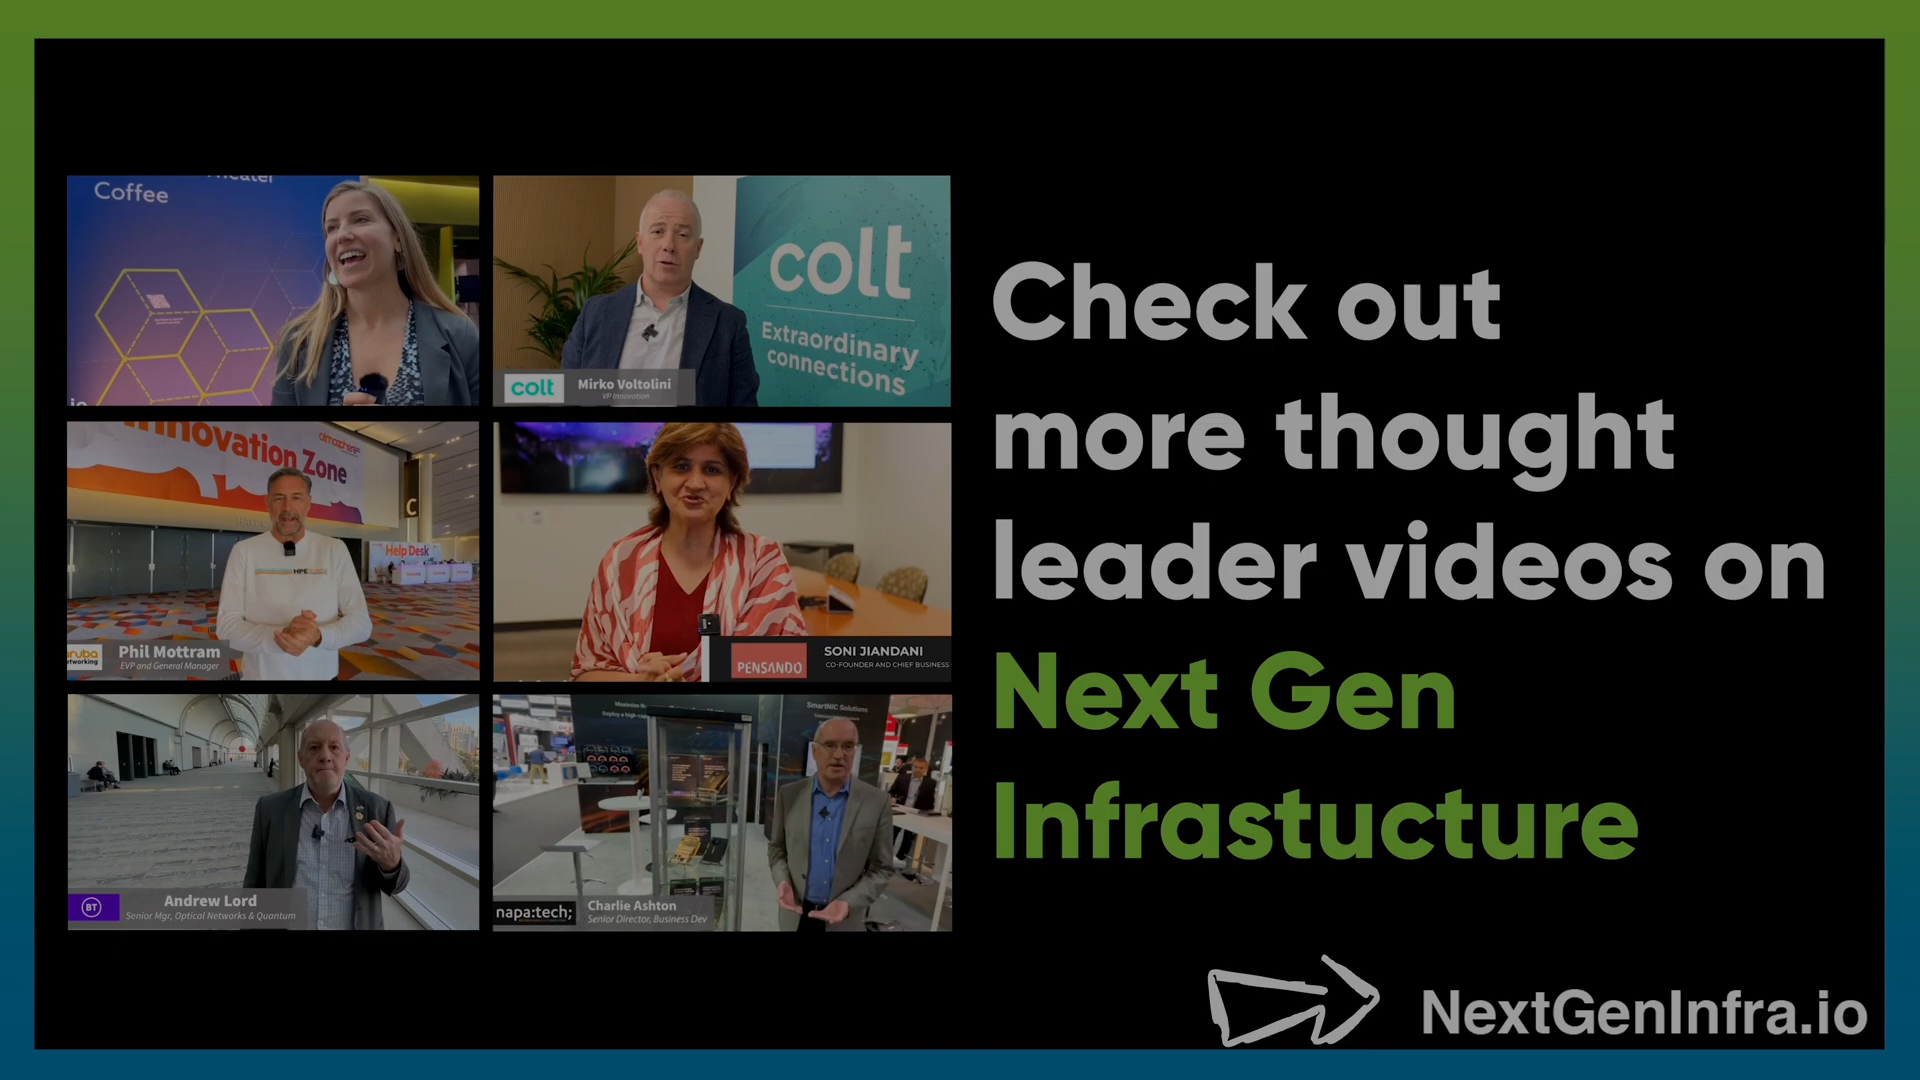 Coffee
colt
Extraordinary
connections
colt
Mirko Voltolini
VP Innovation
Innovation Zone
C
Help Desk
HPE
Phil Mottram
EVP and General Manager
PENSANDO
SONI JIANDANI
CO-FOUNDER AND CHIEF BUSINESS
BT
Andrew Lord
Senior Mgr, Optical Networks & Quantum
SmartNIC Solutions
napa:tech;
Charlie Ashton
Senior Director, Business Dev
Check out
more thought
leader videos on
Next Gen
Infrastucture
NextGenInfra.io